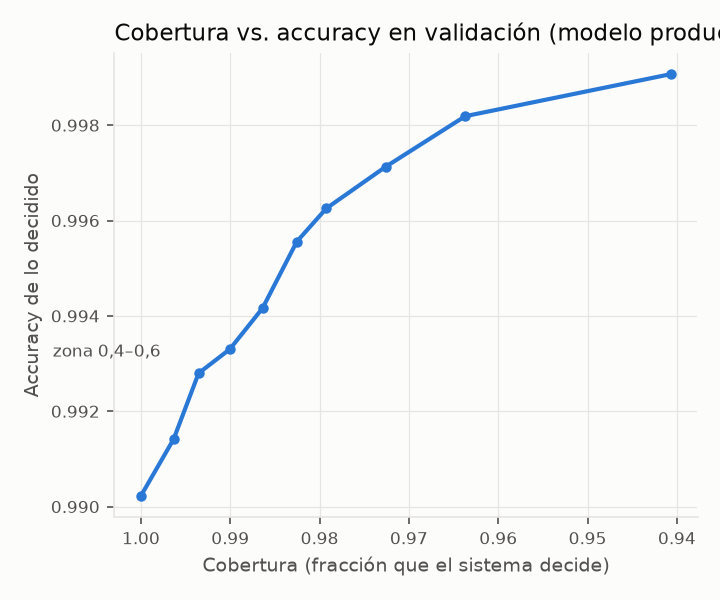 Cobertura vs. accuracy en validación (modelo
0.998
0.996
0.994
zona 0,4–0,6
0.992
0.990
Accuracy de lo decidido
1.00 0.99 0.98 0.97 0.96 0.95 0.94
Cobertura (fracción que el sistema decide)